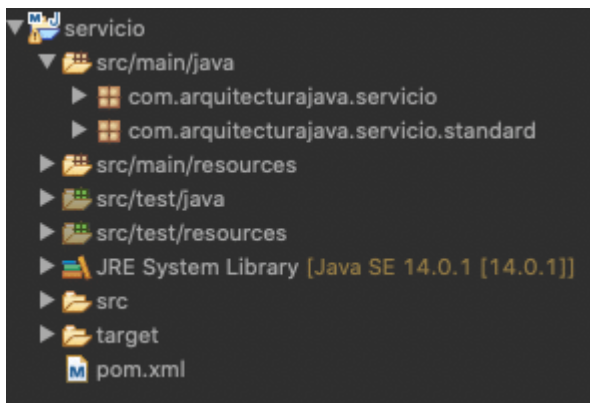 servicio
src/main/java
com.arquitecturajava.servicio
com.arquitecturajava.servicio.standard
src/main/resources
src/test/java
src/test/resources
JRE System Library [Java SE 14.0.1 [14.0.1]]
src
target
pom.xml